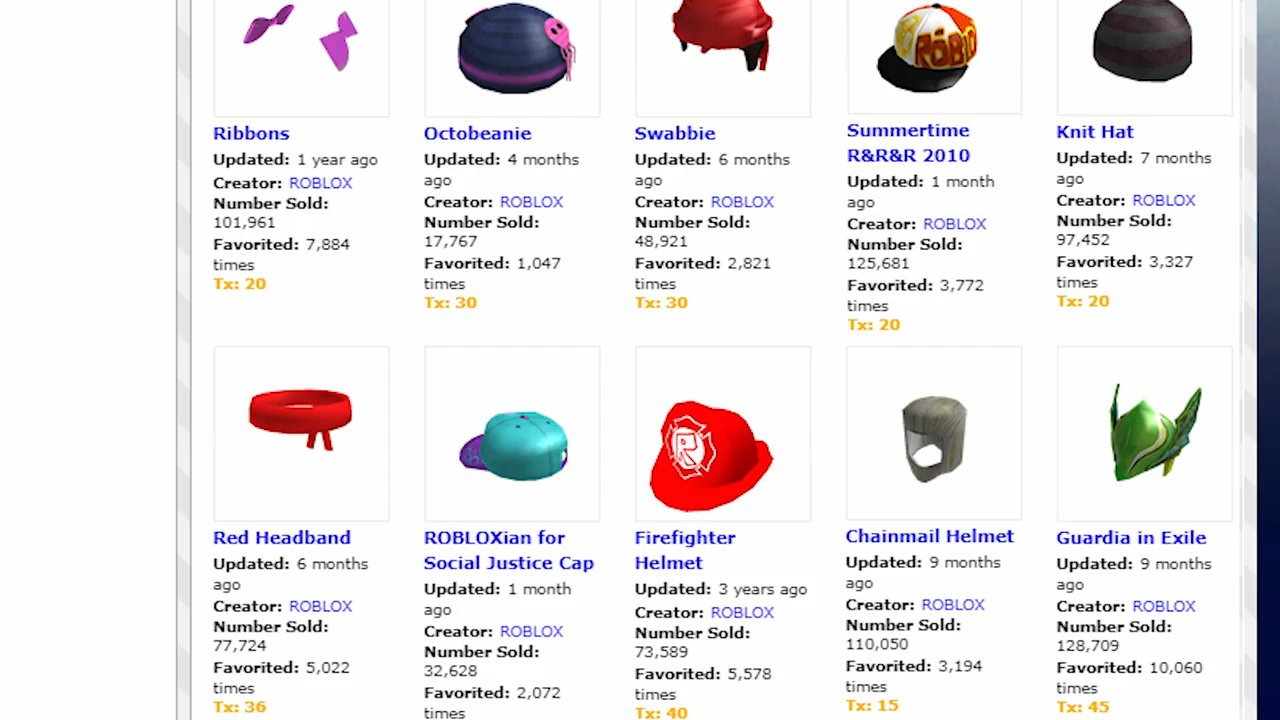 RÓBLO
Ribbons
Updated: 1 year ago
Creator: ROBLOX
Number Sold:
101,961
Favorited: 7,884
times
Tx: 20
Octobeanie
Updated: 4 months
ago
Creator: ROBLOX
Number Sold:
17,767
Favorited: 1,047
times
Tx: 30
Swabbie
Updated: 6 months
ago
Creator: ROBLOX
Number Sold:
48,921
Favorited: 2,821
times
Tx: 30
Summertime
R&R&R 2010
Updated: 1 month
ago
Creator: ROBLOX
Number Sold:
125,681
Favorited: 3,772
times
Tx: 20
Knit Hat
Updated: 7 months
ago
Creator: ROBLOX
Number Sold:
97,452
Favorited: 3,327
times
Tx: 20
R
Red Headband
Updated: 6 months
ago
Creator: ROBLOX
Number Sold:
77,724
Favorited: 5,022
times
Tx: 36
ROBLOXian for
Social Justice Cap
Updated: 1 month
ago
Creator: ROBLOX
Number Sold:
32,628
Favorited: 2,072
times
Firefighter
Helmet
Updated: 3 years ago
Creator: ROBLOX
Number Sold:
73,589
Favorited: 5,578
times
Tx: 40
Chainmail Helmet
Updated: 9 months
ago
Creator: ROBLOX
Number Sold:
110,050
Favorited: 3,194
times
Tx: 15
Guardia in Exile
Updated: 9 months
ago
Creator: ROBLOX
Number Sold:
128,709
Favorited: 10,060
times
Tx: 45